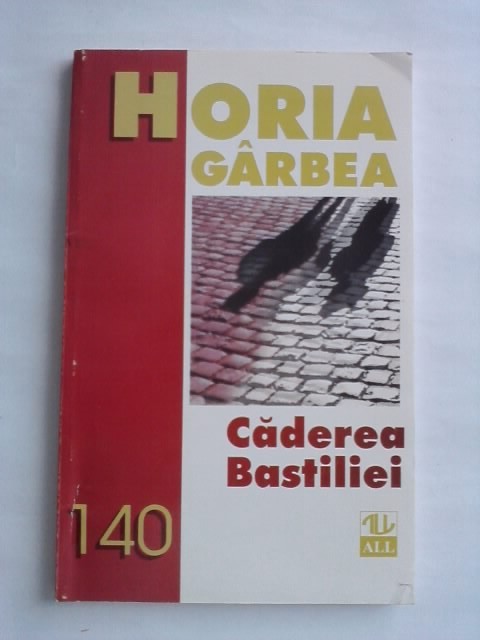 HORIA
GÂRBEA
Căderea
Bastiliei
140
ALL